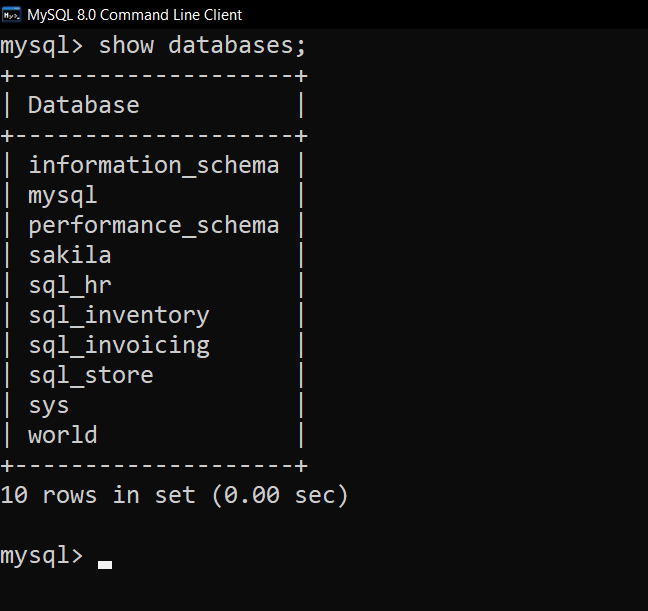 MySQL 8.0 Command Line Client
mysql> show databases;
+--------------------+
| Database           |
+--------------------+
| information_schema |
| mysql              |
| performance_schema |
| sakila             |
| sql_hr             |
| sql_inventory      |
| sql_invoicing      |
| sql_store          |
| sys                |
| world              |
+--------------------+
10 rows in set (0.00 sec)
mysql>